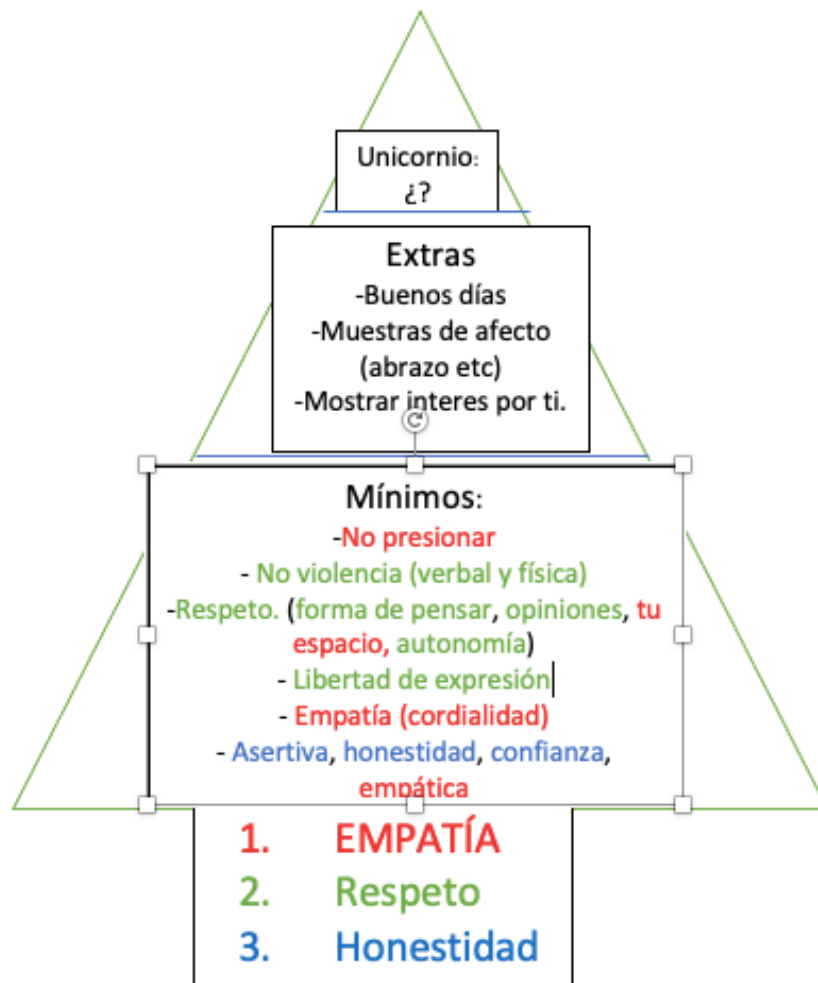 Unicornio:
¿?
Extras
-Buenos días
-Muestras de afecto
(abrazo etc)
-Mostrar interes por ti.
Mínimos:
-No presionar
- No violencia (verbal y física)
-Respeto. (forma de pensar, opiniones, tu
espacio, autonomía)
- Libertad de expresión
- Empatía (cordialidad)
- Asertiva, honestidad, confianza,
empática
1. EMPATÍA
2. Respeto
3. Honestidad